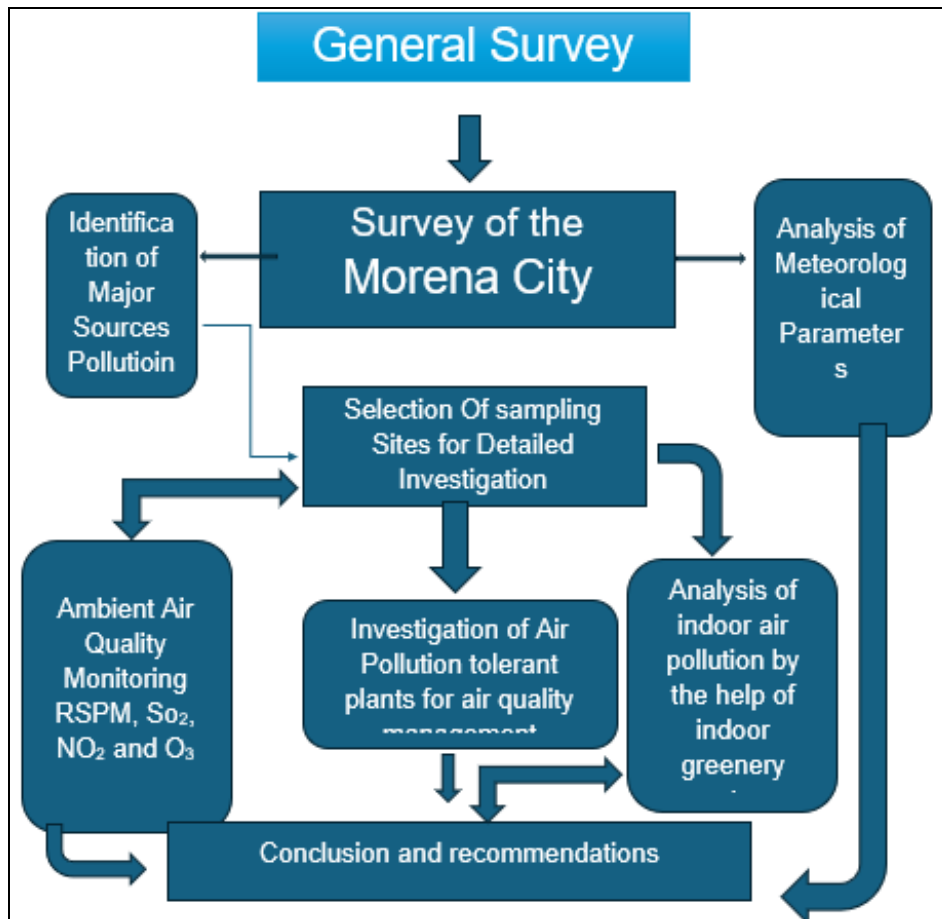 General Survey
Survey of the
Morena City
Identifica
tion of
Major
Sources
Pollutioin
Analysis of
Meteorolog
ical
Parameter
s
Selection Of sampling
Sites for Detailed
Investigation
Ambient Air
Quality
Monitoring
RSPM, So₂,
NO₂ and O₃
Investigation of Air
Pollution tolerant
plants for air quality
management
Analysis of
indoor air
pollution by
the help of
indoor
greenery
Conclusion and recommendations